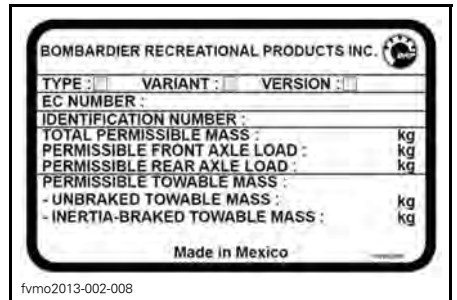 BOMBARDIER RECREATIONAL PRODUCTS INC.
TYPE : VARIANT : VERSION :
EC NUMBER :
IDENTIFICATION NUMBER :
TOTAL PERMISSIBLE MASS : kg
PERMISSIBLE FRONT AXLE LOAD : kg
PERMISSIBLE REAR AXLE LOAD : kg
PERMISSIBLE TOWABLE MASS :
- UNBRAKED TOWABLE MASS : kg
- INERTIA-BRAKED TOWABLE MASS : kg
Made in Mexico
fvmo2013-002-008